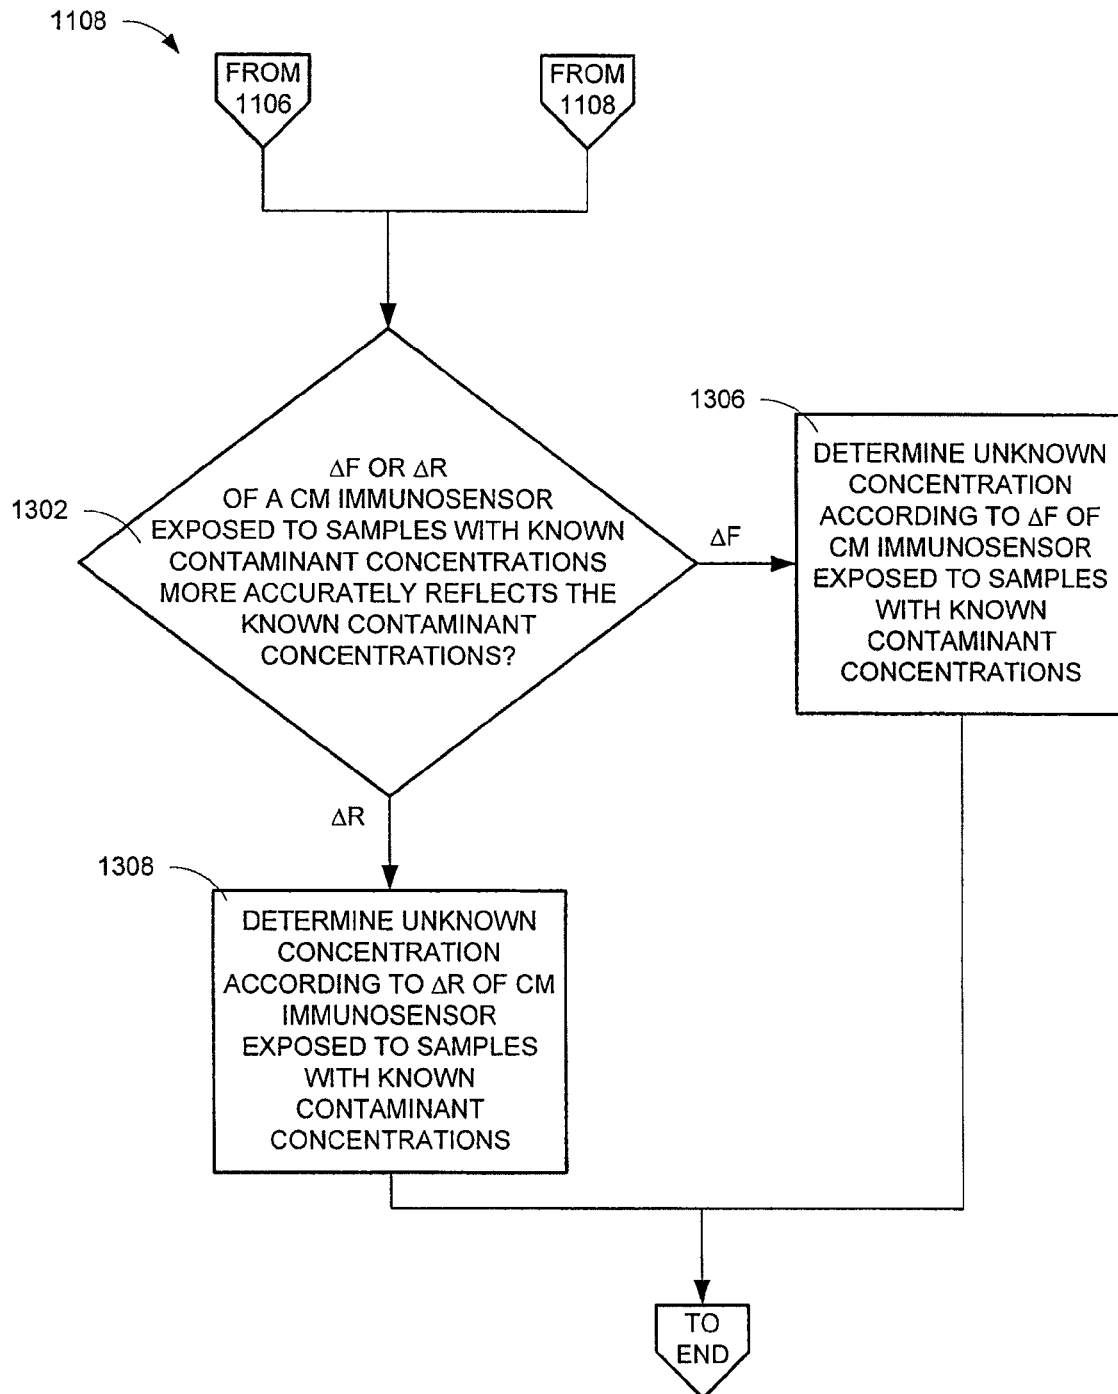 1108
FROM
1106
FROM
1108
1302
ΔF OR ΔR
OF A CM IMMUNOSENSOR
EXPOSED TO SAMPLES WITH KNOWN
CONTAMINANT CONCENTRATIONS
MORE ACCURATELY REFLECTS THE
KNOWN CONTAMINANT
CONCENTRATIONS?
ΔF
1306
DETERMINE UNKNOWN
CONCENTRATION
ACCORDING TO ΔF OF
CM IMMUNOSENSOR
EXPOSED TO SAMPLES
WITH KNOWN
CONTAMINANT
CONCENTRATIONS
ΔR
1308
DETERMINE UNKNOWN
CONCENTRATION
ACCORDING TO ΔR OF CM
IMMUNOSENSOR
EXPOSED TO SAMPLES
WITH KNOWN
CONTAMINANT
CONCENTRATIONS
TO
END